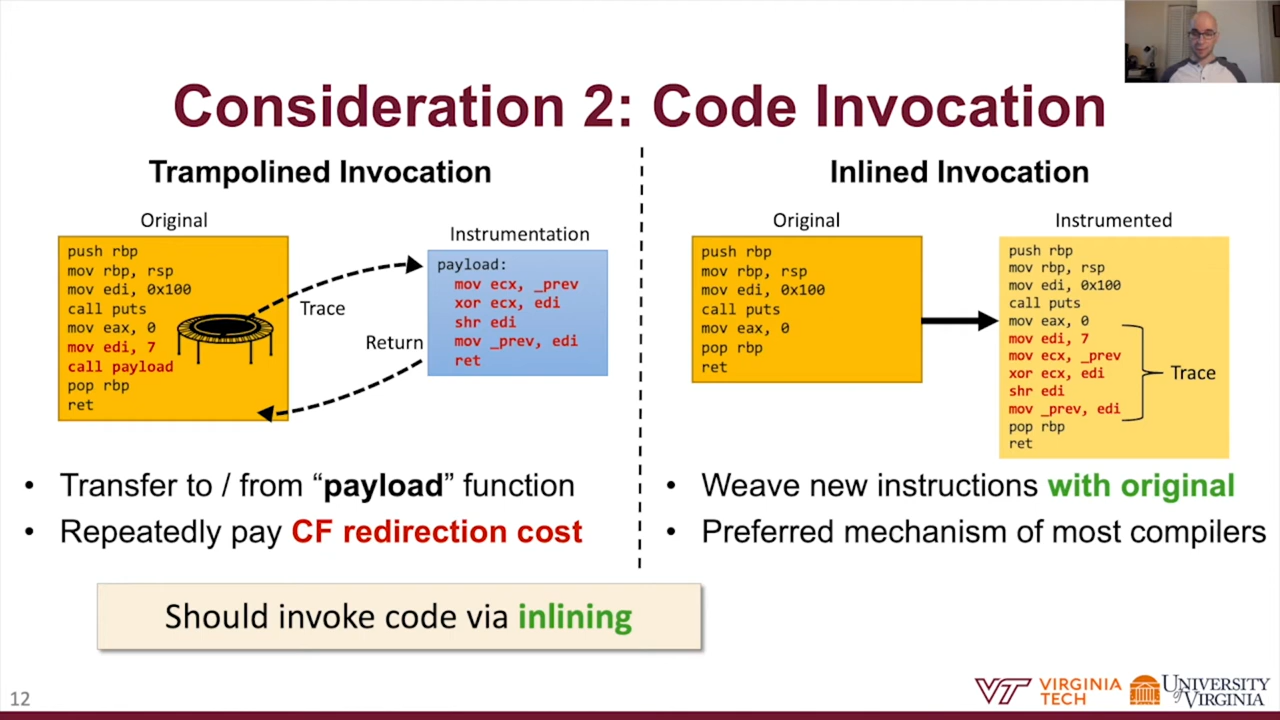 Consideration 2: Code Invocation
Trampolined Invocation
Original
push rbp
mov rbp, rsp
mov edi, 0x100
call puts
mov eax, 0
mov edi, 7
call payload
pop rbp
ret
Trace
Return
Instrumentation
payload:
mov ecx, _prev
xor ecx, edi
shr edi
mov _prev, edi
ret
• Transfer to / from “payload” function
• Repeatedly pay CF redirection cost
Inlined Invocation
Original
push rbp
mov rbp, rsp
mov edi, 0x100
call puts
mov eax, 0
pop rbp
ret
Instrumented
push rbp
mov rbp, rsp
mov edi, 0x100
call puts
mov eax, 0
mov edi, 7
mov ecx, _prev
xor ecx, edi
shr edi
mov _prev, edi
pop rbp
ret
Trace
• Weave new instructions with original
• Preferred mechanism of most compilers
Should invoke code via inlining
12
VT VIRGINIA TECH
UNIVERSITY of VIRGINIA